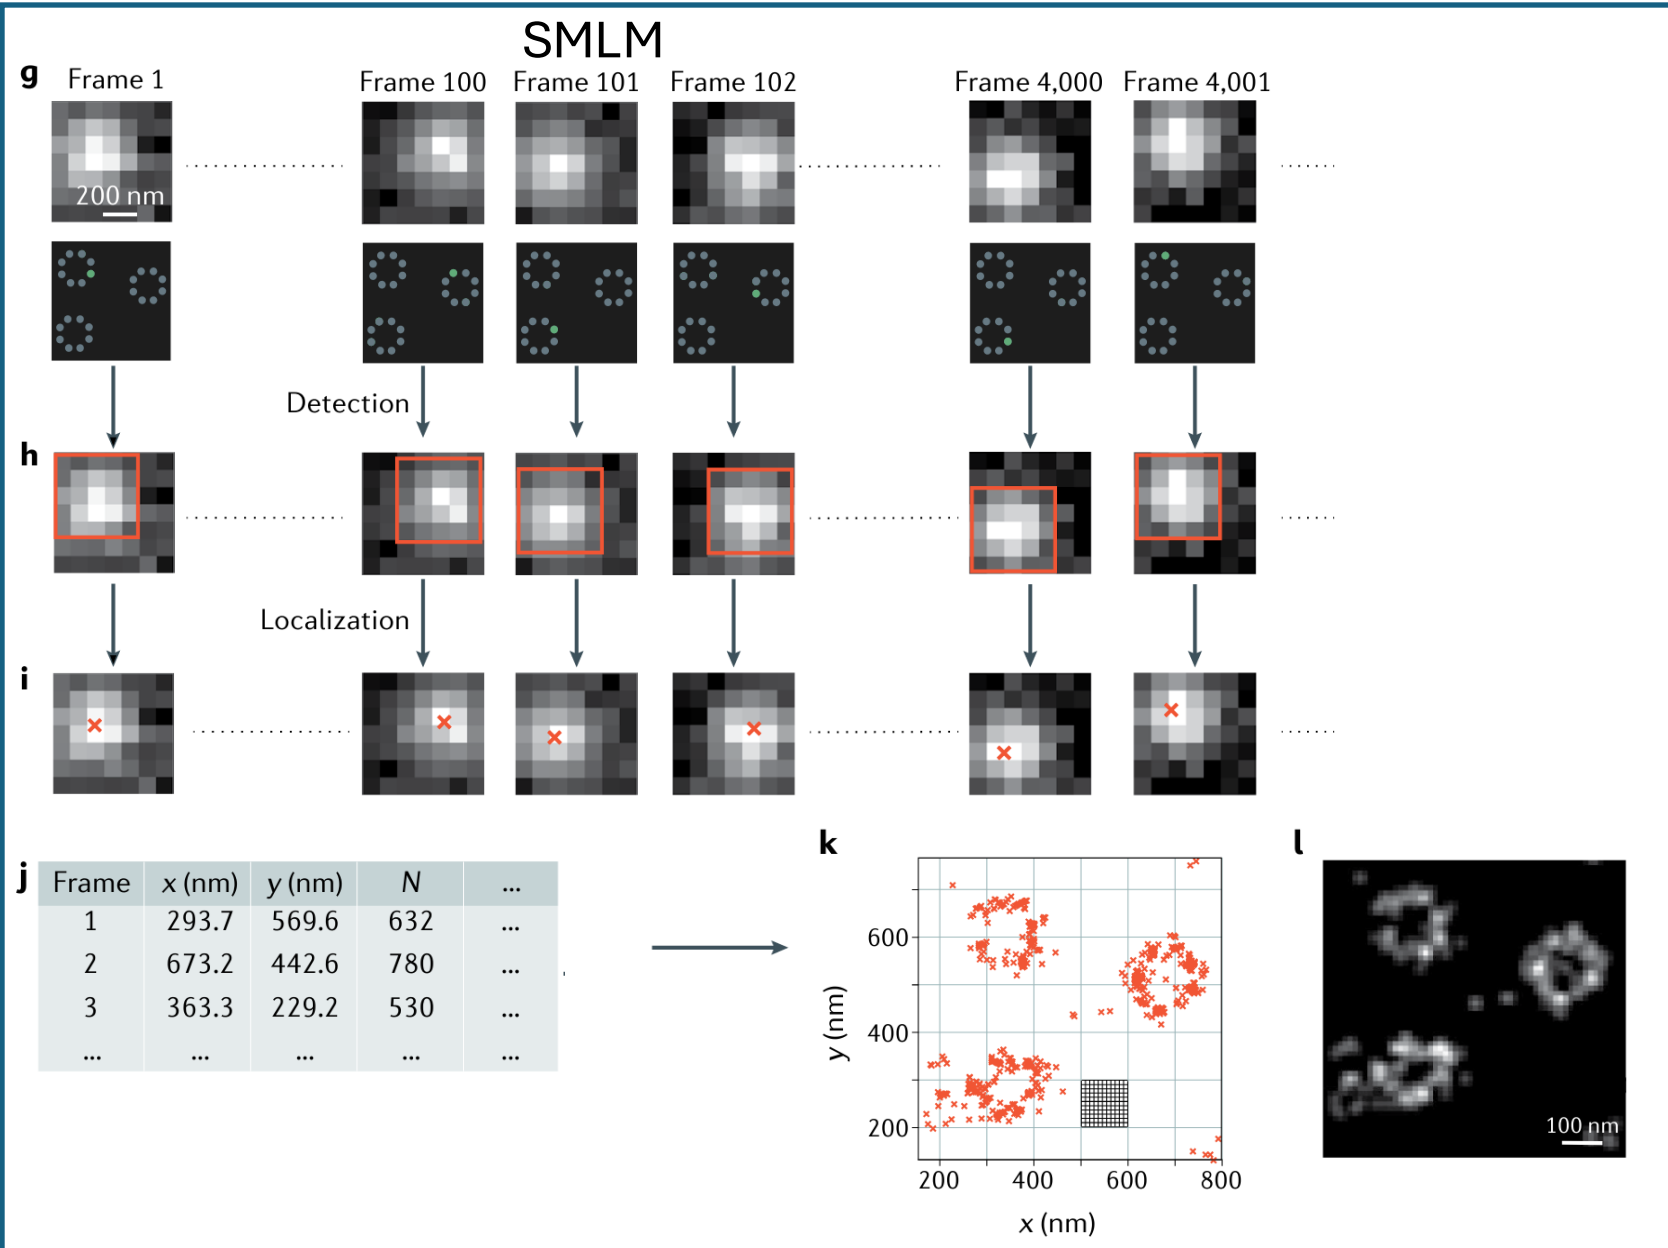 SMLM
g
Frame 1
Frame 100
Frame 101
Frame 102
Frame 4,000
Frame 4,001
200 nm
Detection
h
Localization
i
j
Frame x (nm) y (nm) N ...
1 293.7 569.6 632 ...
2 673.2 442.6 780 ...
3 363.3 229.2 530 ...
... ... ... ... ...
k
y (nm)
600
400
200
200 400 600 800
x (nm)
l
100 nm